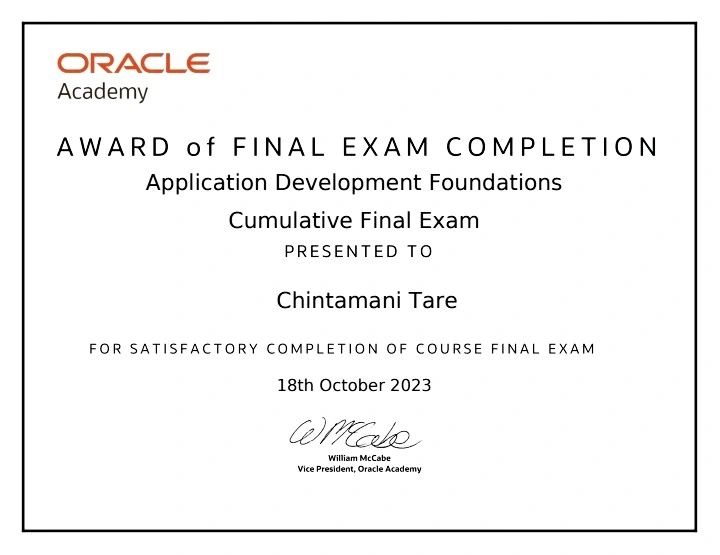 ORACLE
Academy
AWARD of FINAL EXAM COMPLETION
Application Development Foundations
Cumulative Final Exam
PRESENTED TO
Chintamani Tare
FOR SATISFACTORY COMPLETION OF COURSE FINAL EXAM
18th October 2023
W McCabe
William McCabe
Vice President, Oracle Academy